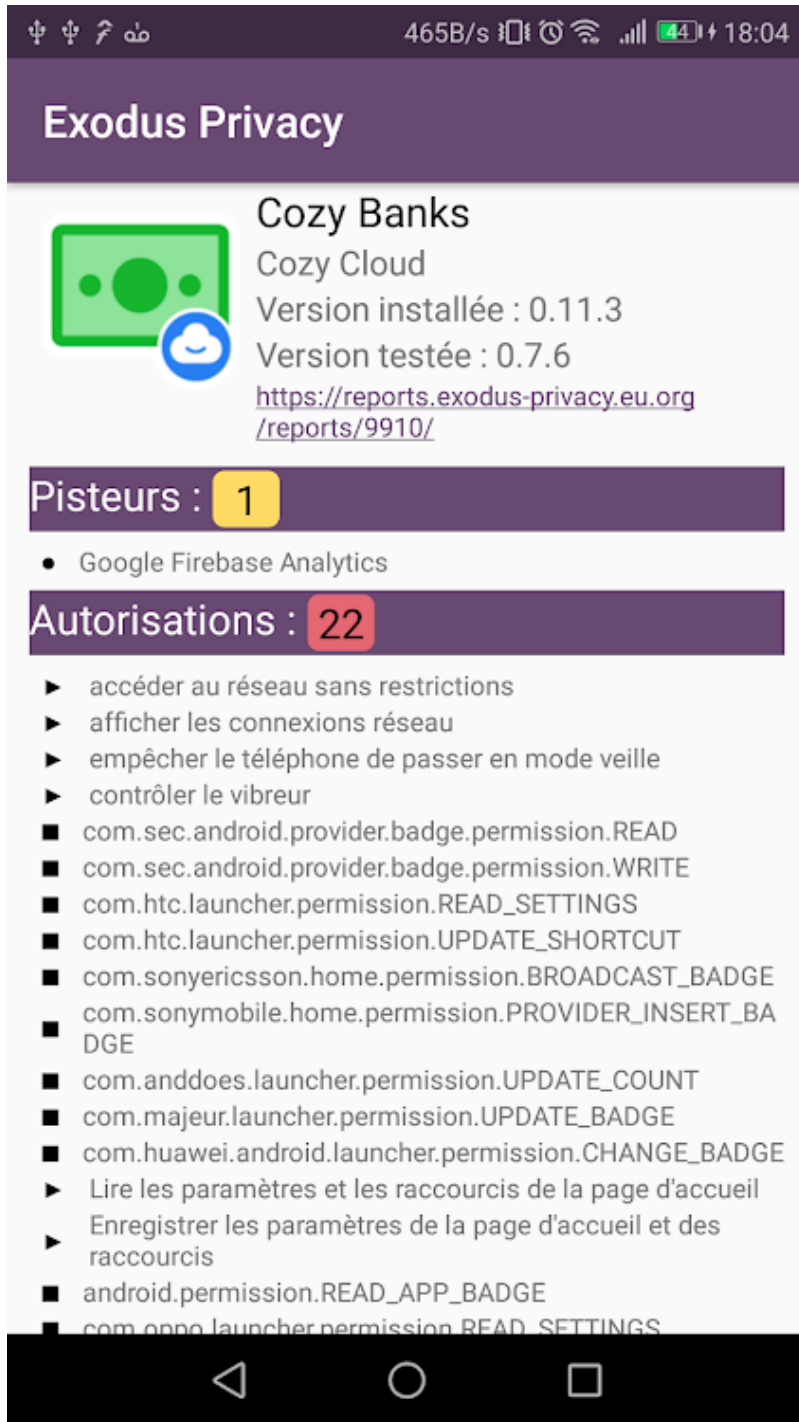 465B/s 44 18:04
Exodus Privacy
Cozy Banks
Cozy Cloud
Version installée : 0.11.3
Version testée : 0.7.6
https://reports.exodus-privacy.eu.org
/reports/9910/
Pisteurs : 1
Google Firebase Analytics
Autorisations : 22
accéder au réseau sans restrictions
afficher les connexions réseau
empêcher le téléphone de passer en mode veille
contrôler le vibreur
com.sec.android.provider.badge.permission.READ
com.sec.android.provider.badge.permission.WRITE
com.htc.launcher.permission.READ_SETTINGS
com.htc.launcher.permission.UPDATE_SHORTCUT
com.sonyericsson.home.permission.BROADCAST_BADGE
com.sonymobile.home.permission.PROVIDER_INSERT_BA
DGE
com.anddoes.launcher.permission.UPDATE_COUNT
com.majeur.launcher.permission.UPDATE_BADGE
com.huawei.android.launcher.permission.CHANGE_BADGE
Lire les paramètres et les raccourcis de la page d'accueil
Enregistrer les paramètres de la page d'accueil et des
raccourcis
android.permission.READ_APP_BADGE
com.oppo.launcher.permission.READ_SETTINGS